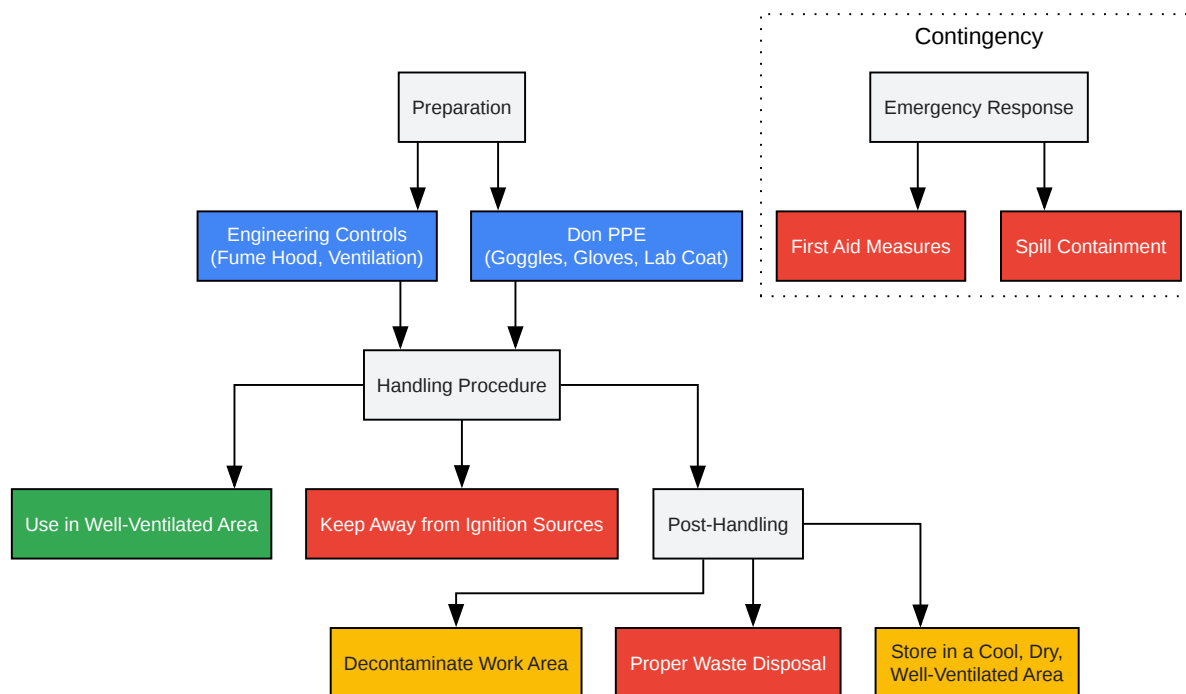 Contingency
Preparation
Emergency Response
Engineering Controls
(Fume Hood, Ventilation)
Don PPE
(Goggles, Gloves, Lab Coat)
First Aid Measures
Spill Containment
Handling Procedure
Use in Well-Ventilated Area
Keep Away from Ignition Sources
Post-Handling
Decontaminate Work Area
Proper Waste Disposal
Store in a Cool, Dry,
Well-Ventilated Area